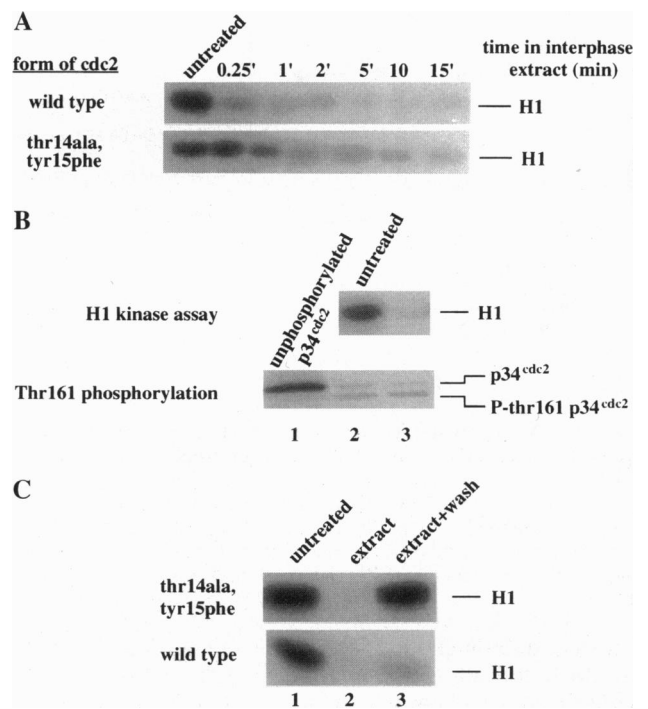 A
form of cdc2
untreated
0.25' 1' 2' 5' 10 15'
time in interphase
extract (min)
wild type
H1
thr14ala,
tyr15phe
H1
B
unphosphorylated
p34cdc2
untreated
H1 kinase assay
H1
Thr161 phosphorylation
p34cdc2
P-thr161 p34cdc2
1 2 3
C
untreated
extract
extract+wash
thr14ala,
tyr15phe
H1
wild type
H1
1 2 3